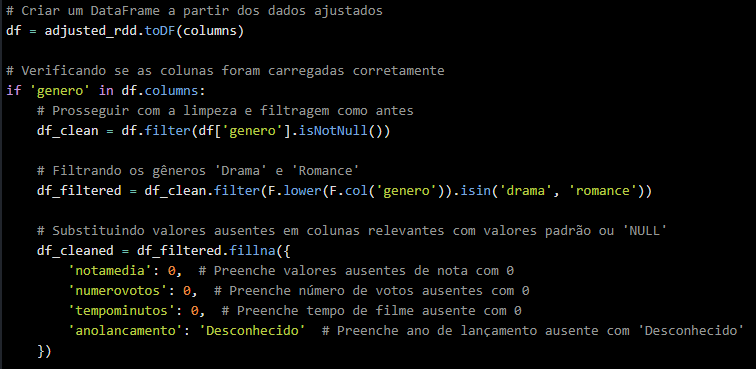 # Criar um DataFrame a partir dos dados ajustados
df = adjusted_rdd.toDF(columns)
# Verificando se as colunas foram carregadas corretamente
if 'genero' in df.columns:
    # Prosseguir com a limpeza e filtragem como antes
    df_clean = df.filter(df['genero'].isNotNull())
    # Filtrando os gêneros 'Drama' e 'Romance'
    df_filtered = df_clean.filter(F.lower(F.col('genero')).isin('drama', 'romance'))
    # Substituindo valores ausentes em colunas relevantes com valores padrão ou 'NULL'
    df_cleaned = df_filtered.fillna({
        'notamedia': 0,  # Preenche valores ausentes de nota com 0
        'numerovotos': 0,  # Preenche número de votos ausentes com 0
        'tempominutos': 0,  # Preenche tempo de filme ausente com 0
        'anolancamento': 'Desconhecido'  # Preenche ano de lançamento ausente com 'Desconhecido'
    })